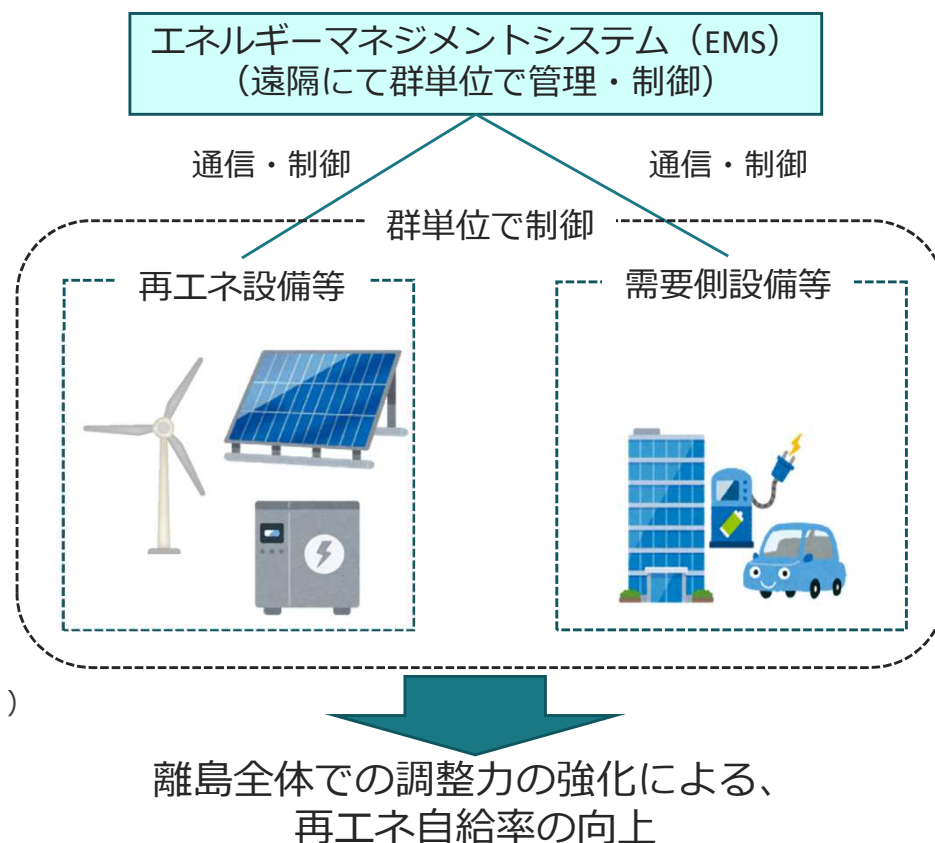 エネルギーマネジメントシステム（EMS）
（遠隔にて群単位で管理・制御）
通信・制御
通信・制御
群単位で制御
再エネ設備等
需要側設備等
）
離島全体での調整力の強化による、
再エネ自給率の向上